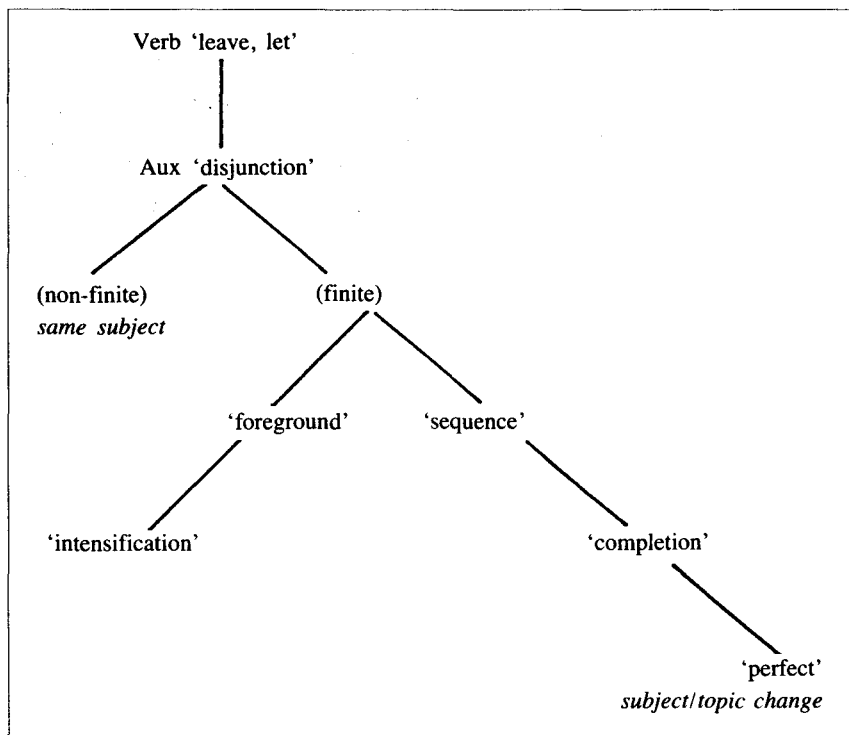 Verb ‘leave, let’
Aux ‘disjunction’
(non-finite) (finite)
same subject
‘foreground’ ‘sequence’
‘intensification’ ‘completion’
‘perfect’
subject/topic change